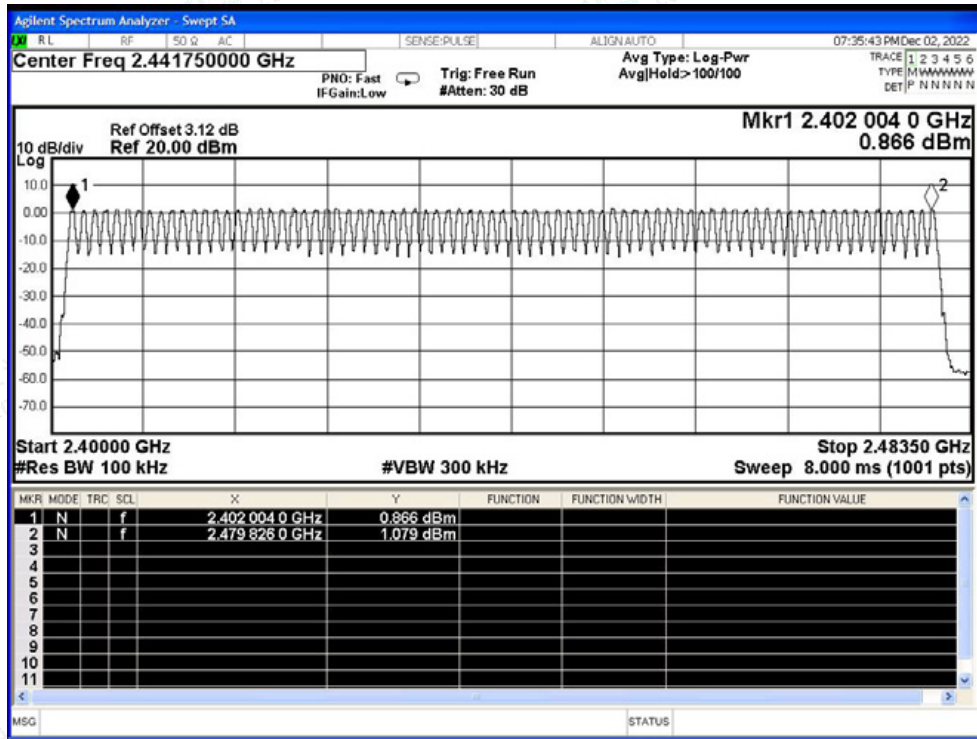 Agilent Spectrum Analyzer - Swept SA
RL RF 50 Ω AC SENSE:PULSE ALIGNAUTO 07:35:43 PM Dec 02, 2022
Center Freq 2.441750000 GHz
PNO: Fast Trig: Free Run Avg Type: Log-Pwr TRACE 1 2 3 4 5 6
IFGain:Low #Atten: 30 dB Avg|Hold:>100/100 TYPE M WWWWW
DET P N N N N N
Mkr1 2.402 004 0 GHz
0.866 dBm
Ref Offset 3.12 dB
10 dB/div Ref 20.00 dBm
Log
10.0
0.00
-10.0
-20.0
-30.0
-40.0
-50.0
-60.0
-70.0
1
2
Start 2.40000 GHz Stop 2.48350 GHz
#Res BW 100 kHz #VBW 300 kHz Sweep 8.000 ms (1001 pts)
MKR MODE TRC SCL X Y FUNCTION FUNCTION WIDTH FUNCTION VALUE
1 N f 2.402 004 0 GHz 0.866 dBm
2 N f 2.479 826 0 GHz 1.079 dBm
3
4
5
6
7
8
9
10
11
MSG STATUS